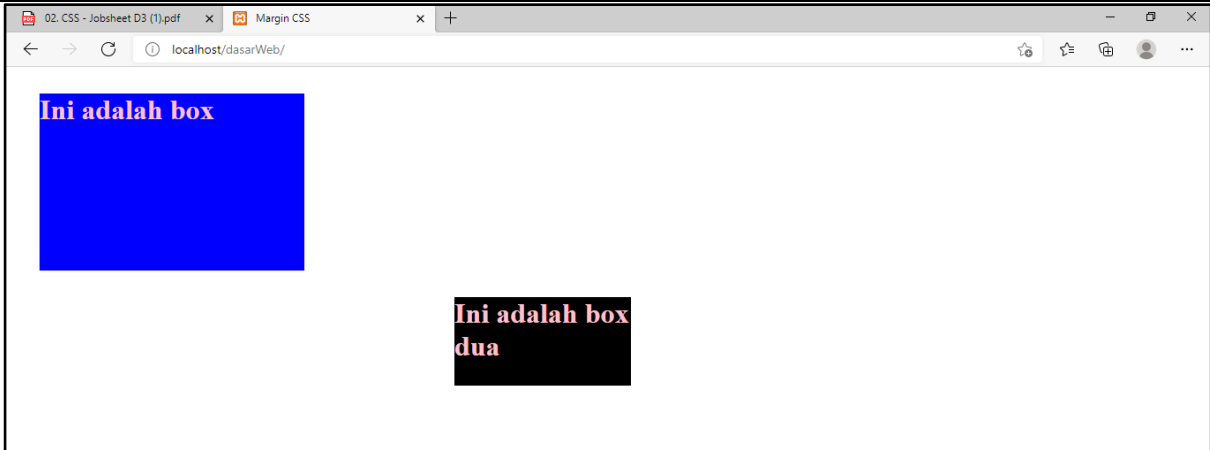 02. CSS - Jobsheet D3 (1).pdf
Margin CSS
localhost/dasarWeb/
Ini adalah box
Ini adalah box
dua